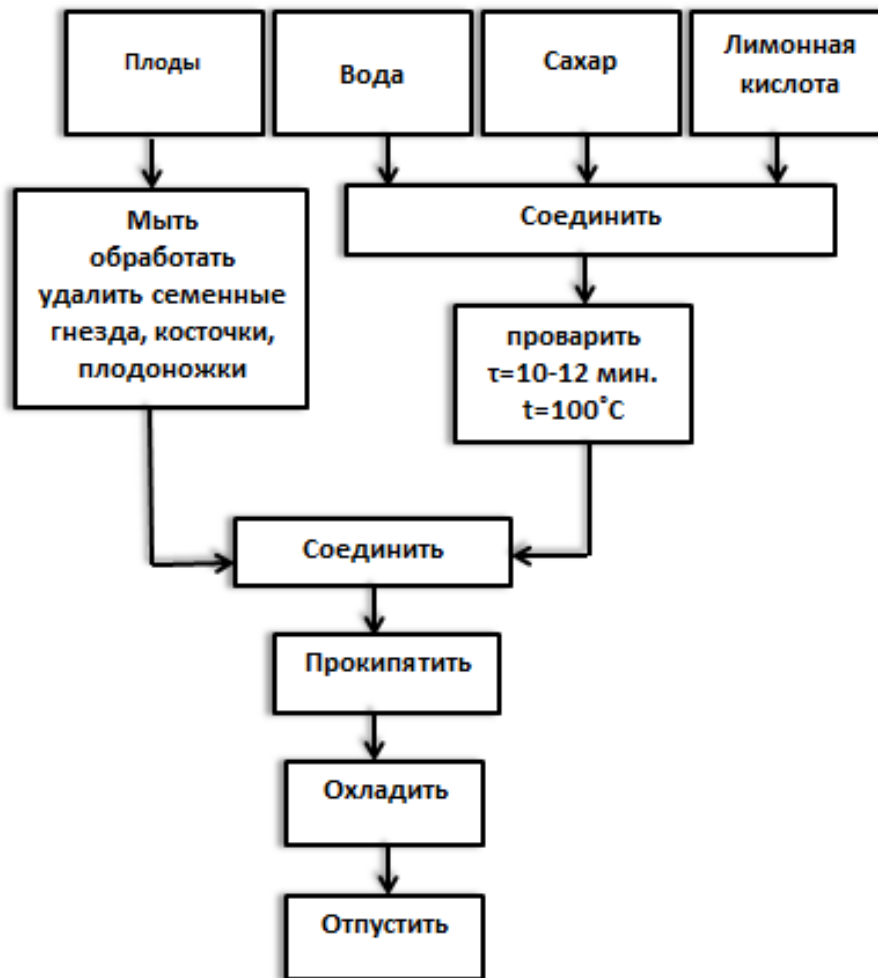 Плоды
Вода
Сахар
Лимонная
кислота
Мыть
обработать
удалить семенные
гнезда, косточки,
плодоножки
Соединить
проварить
τ=10-12 мин.
t=100˚C
Соединить
Прокипятить
Охладить
Отпустить